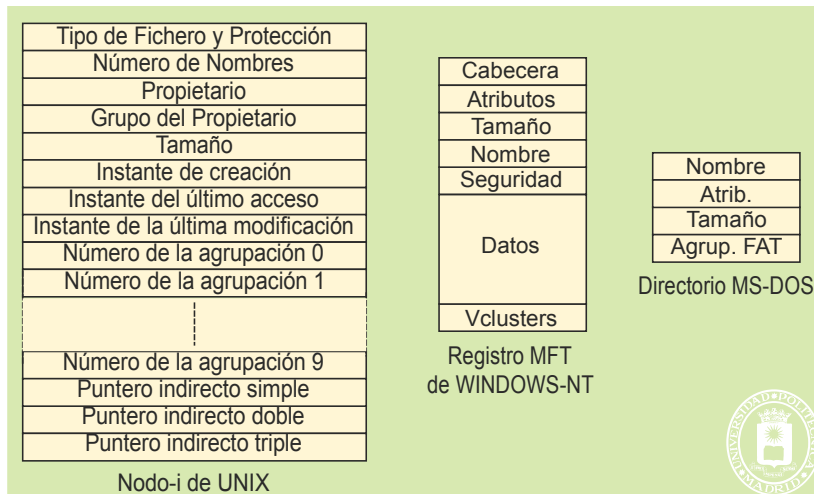 Tipo de Fichero y Protección
Número de Nombres
Propietario
Grupo del Propietario
Tamaño
Instante de creación
Instante del último acceso
Instante de la última modificación
Número de la agrupación 0
Número de la agrupación 1
Número de la agrupación 9
Puntero indirecto simple
Puntero indirecto doble
Puntero indirecto triple
Nodo-i de UNIX
Cabecera
Atributos
Tamaño
Nombre
Seguridad
Datos
Vclusters
Registro MFT
de WINDOWS-NT
Nombre
Atrib.
Tamaño
Agrup. FAT
Directorio MS-DOS
UNIVERSIDAD POLITÉCNICA
MADRID